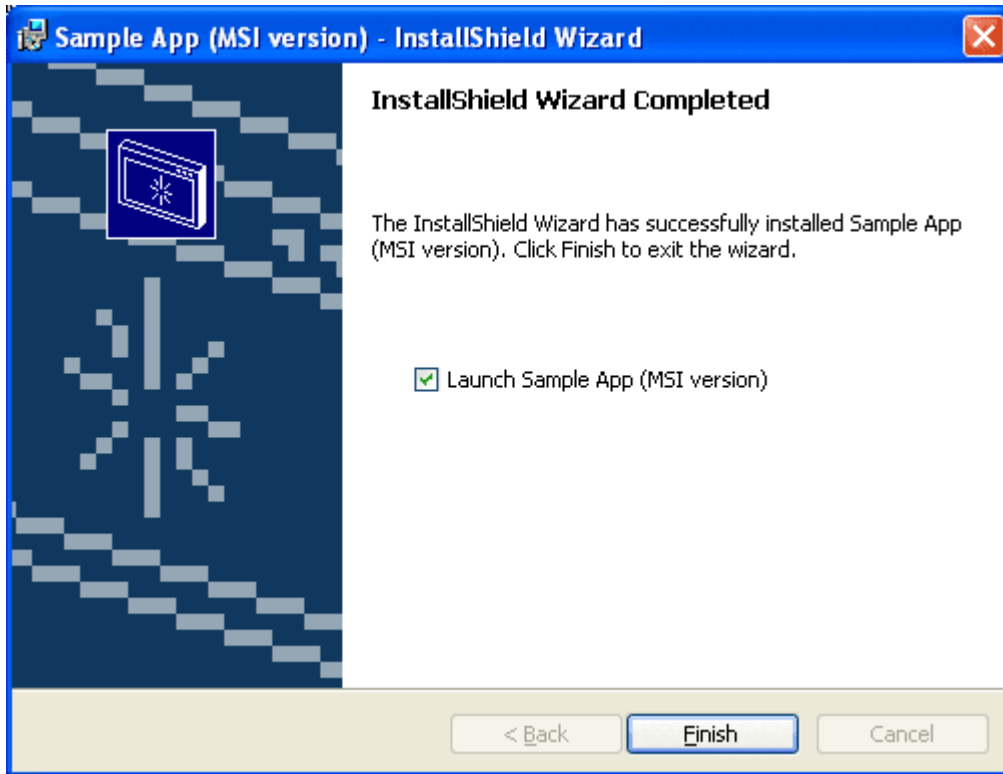 Sample App (MSI version) - InstallShield Wizard
InstallShield Wizard Completed
The InstallShield Wizard has successfully installed Sample App
(MSI version). Click Finish to exit the wizard.
Launch Sample App (MSI version)
< Back
Finish
Cancel